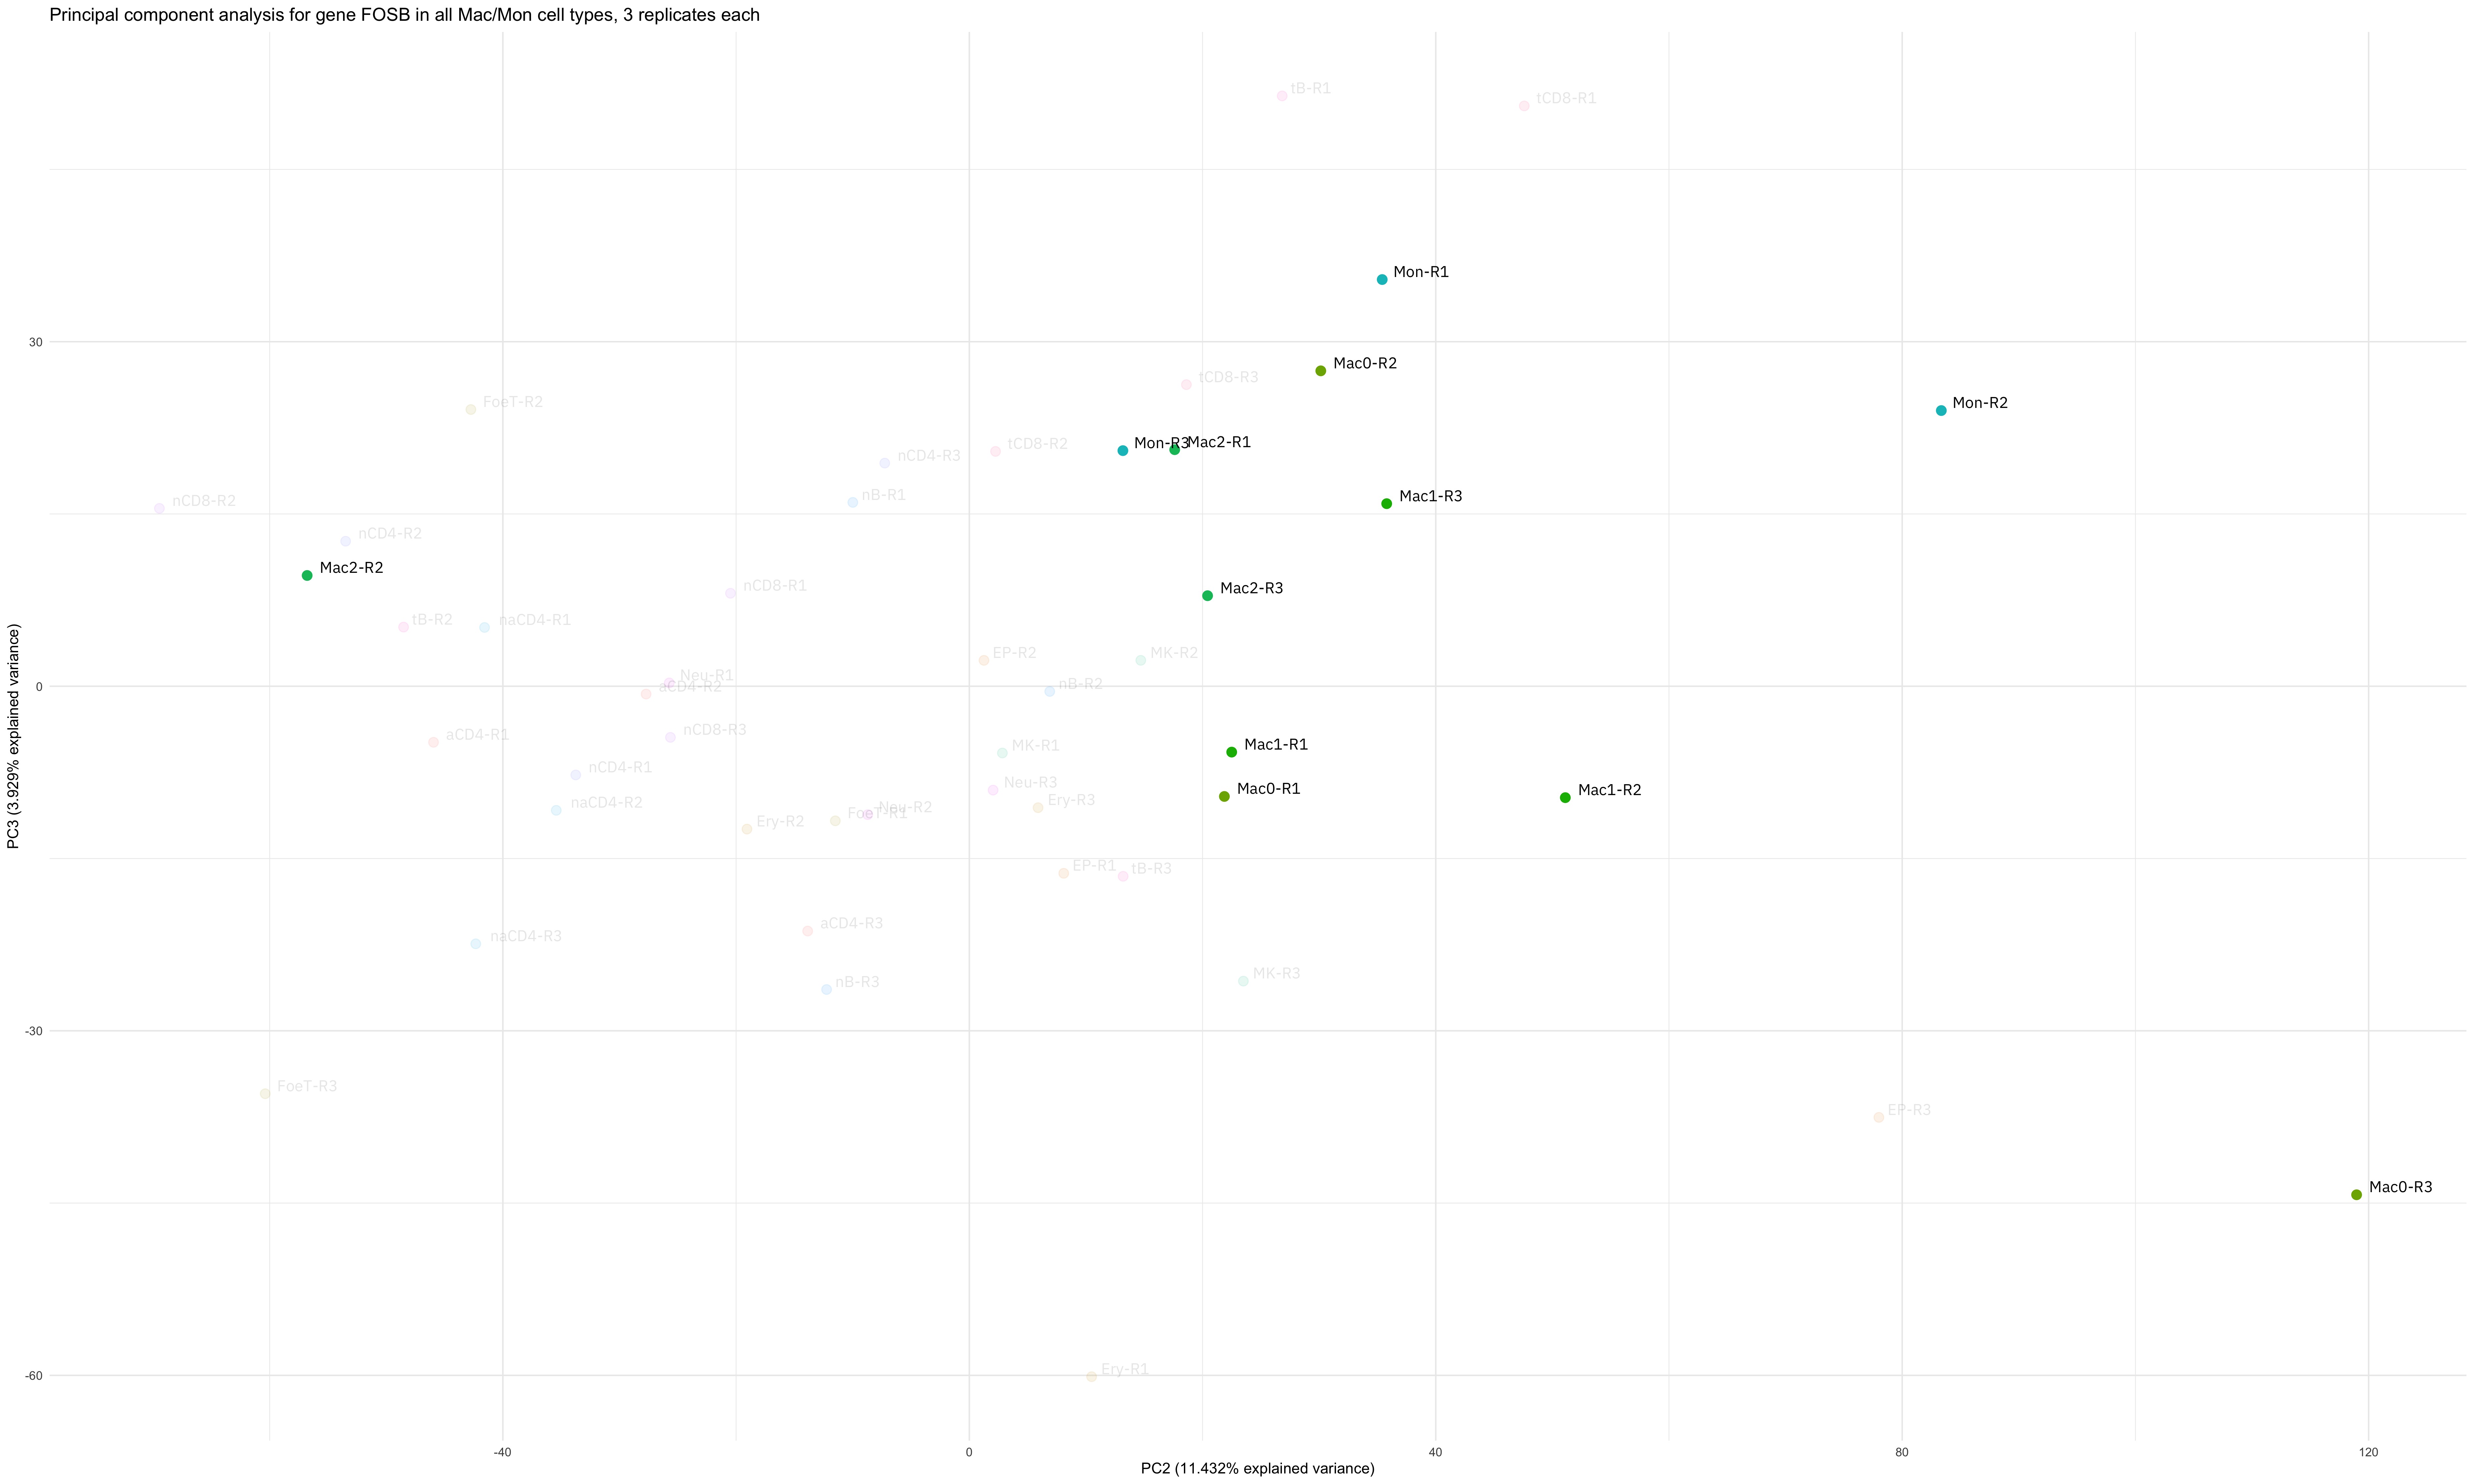 Principal component analysis for gene FOSB in all Mac/Mon cell types, 3 replicates each
tB-R1
tCD8-R1
Mon-R1
30
Mac0-R2
tCD8-R3
FoeT-R2
Mon-R2
tCD8-R2
Mon-R3
Mac2-R1
nCD4-R3
nCD8-R2
nB-R1
Mac1-R3
nCD4-R2
Mac2-R2
nCD8-R1
Mac2-R3
tB-R2
naCD4-R1
EP-R2
MK-R2
Neu-R1
0
aCD4-R2
nB-R2
aCD4-R1
nCD8-R3
MK-R1
Mac1-R1
nCD4-R1
Neu-R3
Mac0-R1
Mac1-R2
naCD4-R2
Ery-R3
Ery-R2
FoeT-R1
Neu-R2
EP-R1
tB-R3
aCD4-R3
naCD4-R3
nB-R3
MK-R3
-30
FoeT-R3
EP-R3
Mac0-R3
Ery-R1
-60
-40
0
40
80
120
PC2 (11.432% explained variance)
PC3 (3.929% explained variance)